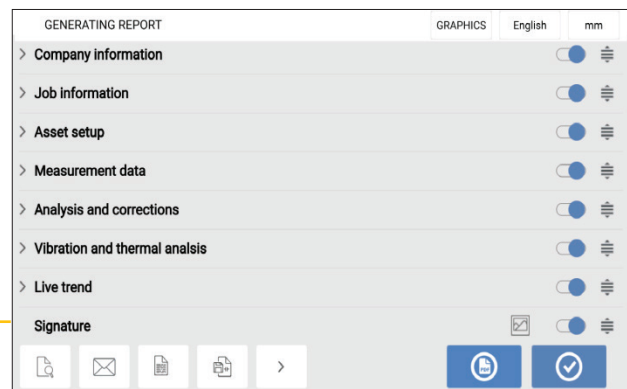 GENERATING REPORT GRAPHICS English mm
Company information
Job information
Asset setup
Measurement data
Analysis and corrections
Vibration and thermal analsis
Live trend
Signature
PDF